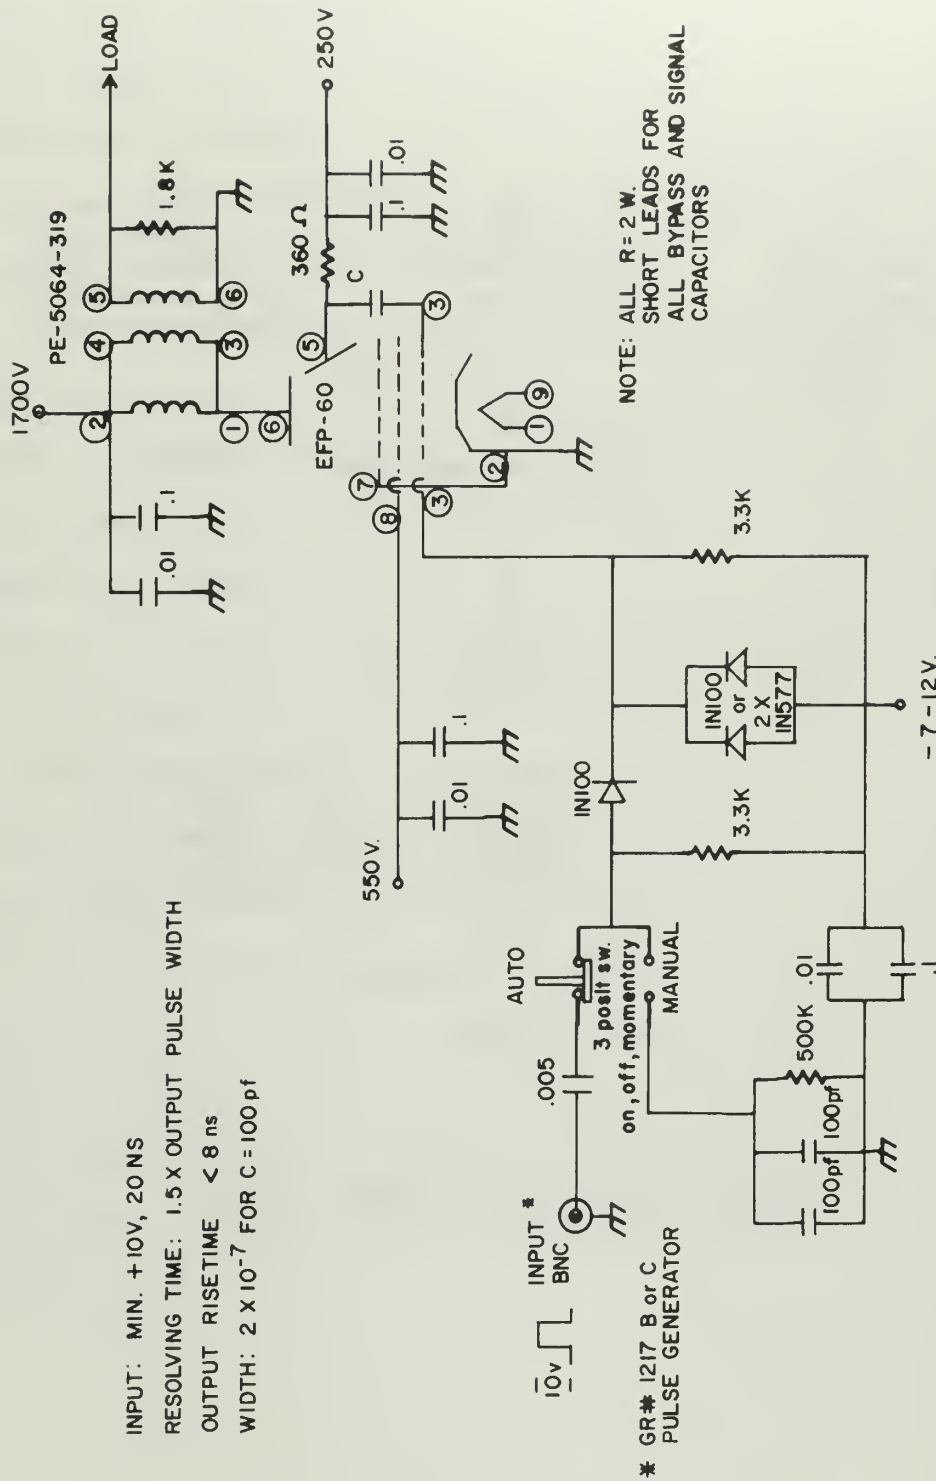 INPUT: MIN. +10V, 20 NS
RESOLVING TIME: 1.5 X OUTPUT PULSE WIDTH
OUTPUT RISETIME < 8 ns
WIDTH: 2 X 10⁻⁷ FOR C = 100 pf
1700V
2
.01
.1
PE-5064-319
4
5
LOAD
1.8K
1
3
6
6
EFP-60
5
360 Ω
250V
C
.1
.01
3
7
8
3
2
1
9
550V.
.01
.1
NOTE: ALL R = 2 W.
SHORT LEADS FOR
ALL BYPASS AND SIGNAL
CAPACITORS
10v
INPUT *
BNC
.005
AUTO
3 posit sw.
on, off, momentary
MANUAL
IN100
3.3K
IN100
or
2 X
IN577
3.3K
* GR# 1217 B or C
PULSE GENERATOR
100pf
100pf
500K
.01
.1
-7-12V.